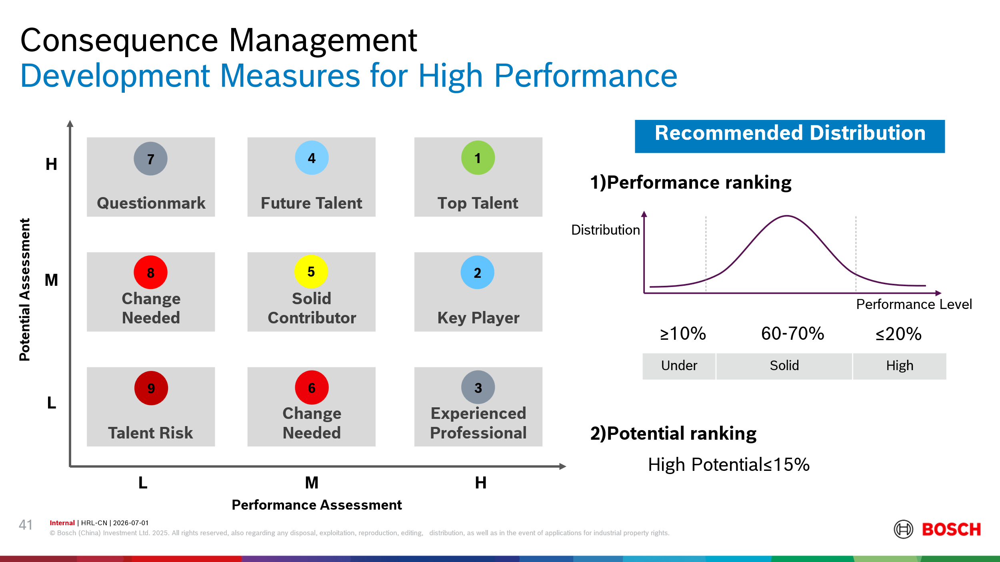 Consequence Management
Development Measures for High Performance
Potential Assessment
H
M
L
7
Questionmark
4
Future Talent
1
Top Talent
8
Change
Needed
5
Solid
Contributor
2
Key Player
9
Talent Risk
6
Change
Needed
3
Experienced
Professional
L
M
H
Performance Assessment
Recommended Distribution
1)Performance ranking
Distribution
Performance Level
≥10%
60-70%
≤20%
Under
Solid
High
2)Potential ranking
High Potential≤15%
41
Internal | HRL-CN | 2026-07-01
© Bosch (China) Investment Ltd. 2025. All rights reserved, also regarding any disposal, exploitation, reproduction, editing, distribution, as well as in the event of applications for industrial property rights.
BOSCH